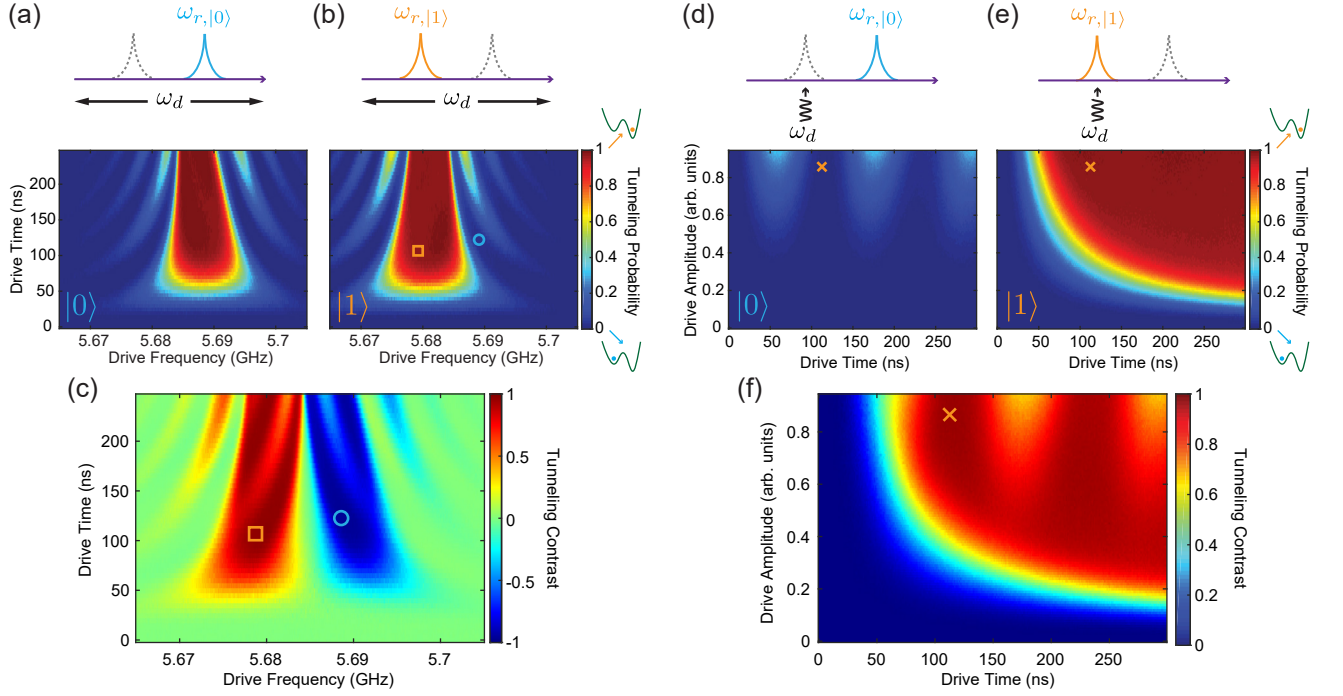 (a)
ω_{r,|0⟩}
ω_d
(b)
ω_{r,|1⟩}
ω_d
Drive Time (ns)
200
150
100
50
0
|0⟩
5.67
5.68
5.69
5.7
Drive Frequency (GHz)
|1⟩
5.67
5.68
5.69
5.7
Drive Frequency (GHz)
1
0.8
0.6
0.4
0.2
0
Tunneling Probability
(c)
Drive Time (ns)
200
150
100
50
0
5.67
5.68
5.69
5.7
Drive Frequency (GHz)
1
0.5
0
-0.5
-1
Tunneling Contrast
(d)
ω_{r,|0⟩}
ω_d
(e)
ω_{r,|1⟩}
ω_d
Drive Amplitude (arb. units)
0.8
0.6
0.4
0.2
0
|0⟩
0
50
100
150
200
250
Drive Time (ns)
|1⟩
0
50
100
150
200
250
Drive Time (ns)
1
0.8
0.6
0.4
0.2
0
Tunneling Probability
(f)
Drive Amplitude (arb. units)
0.8
0.6
0.4
0.2
0
0
50
100
150
200
250
Drive Time (ns)
1
0.8
0.6
0.4
0.2
0
Tunneling Contrast